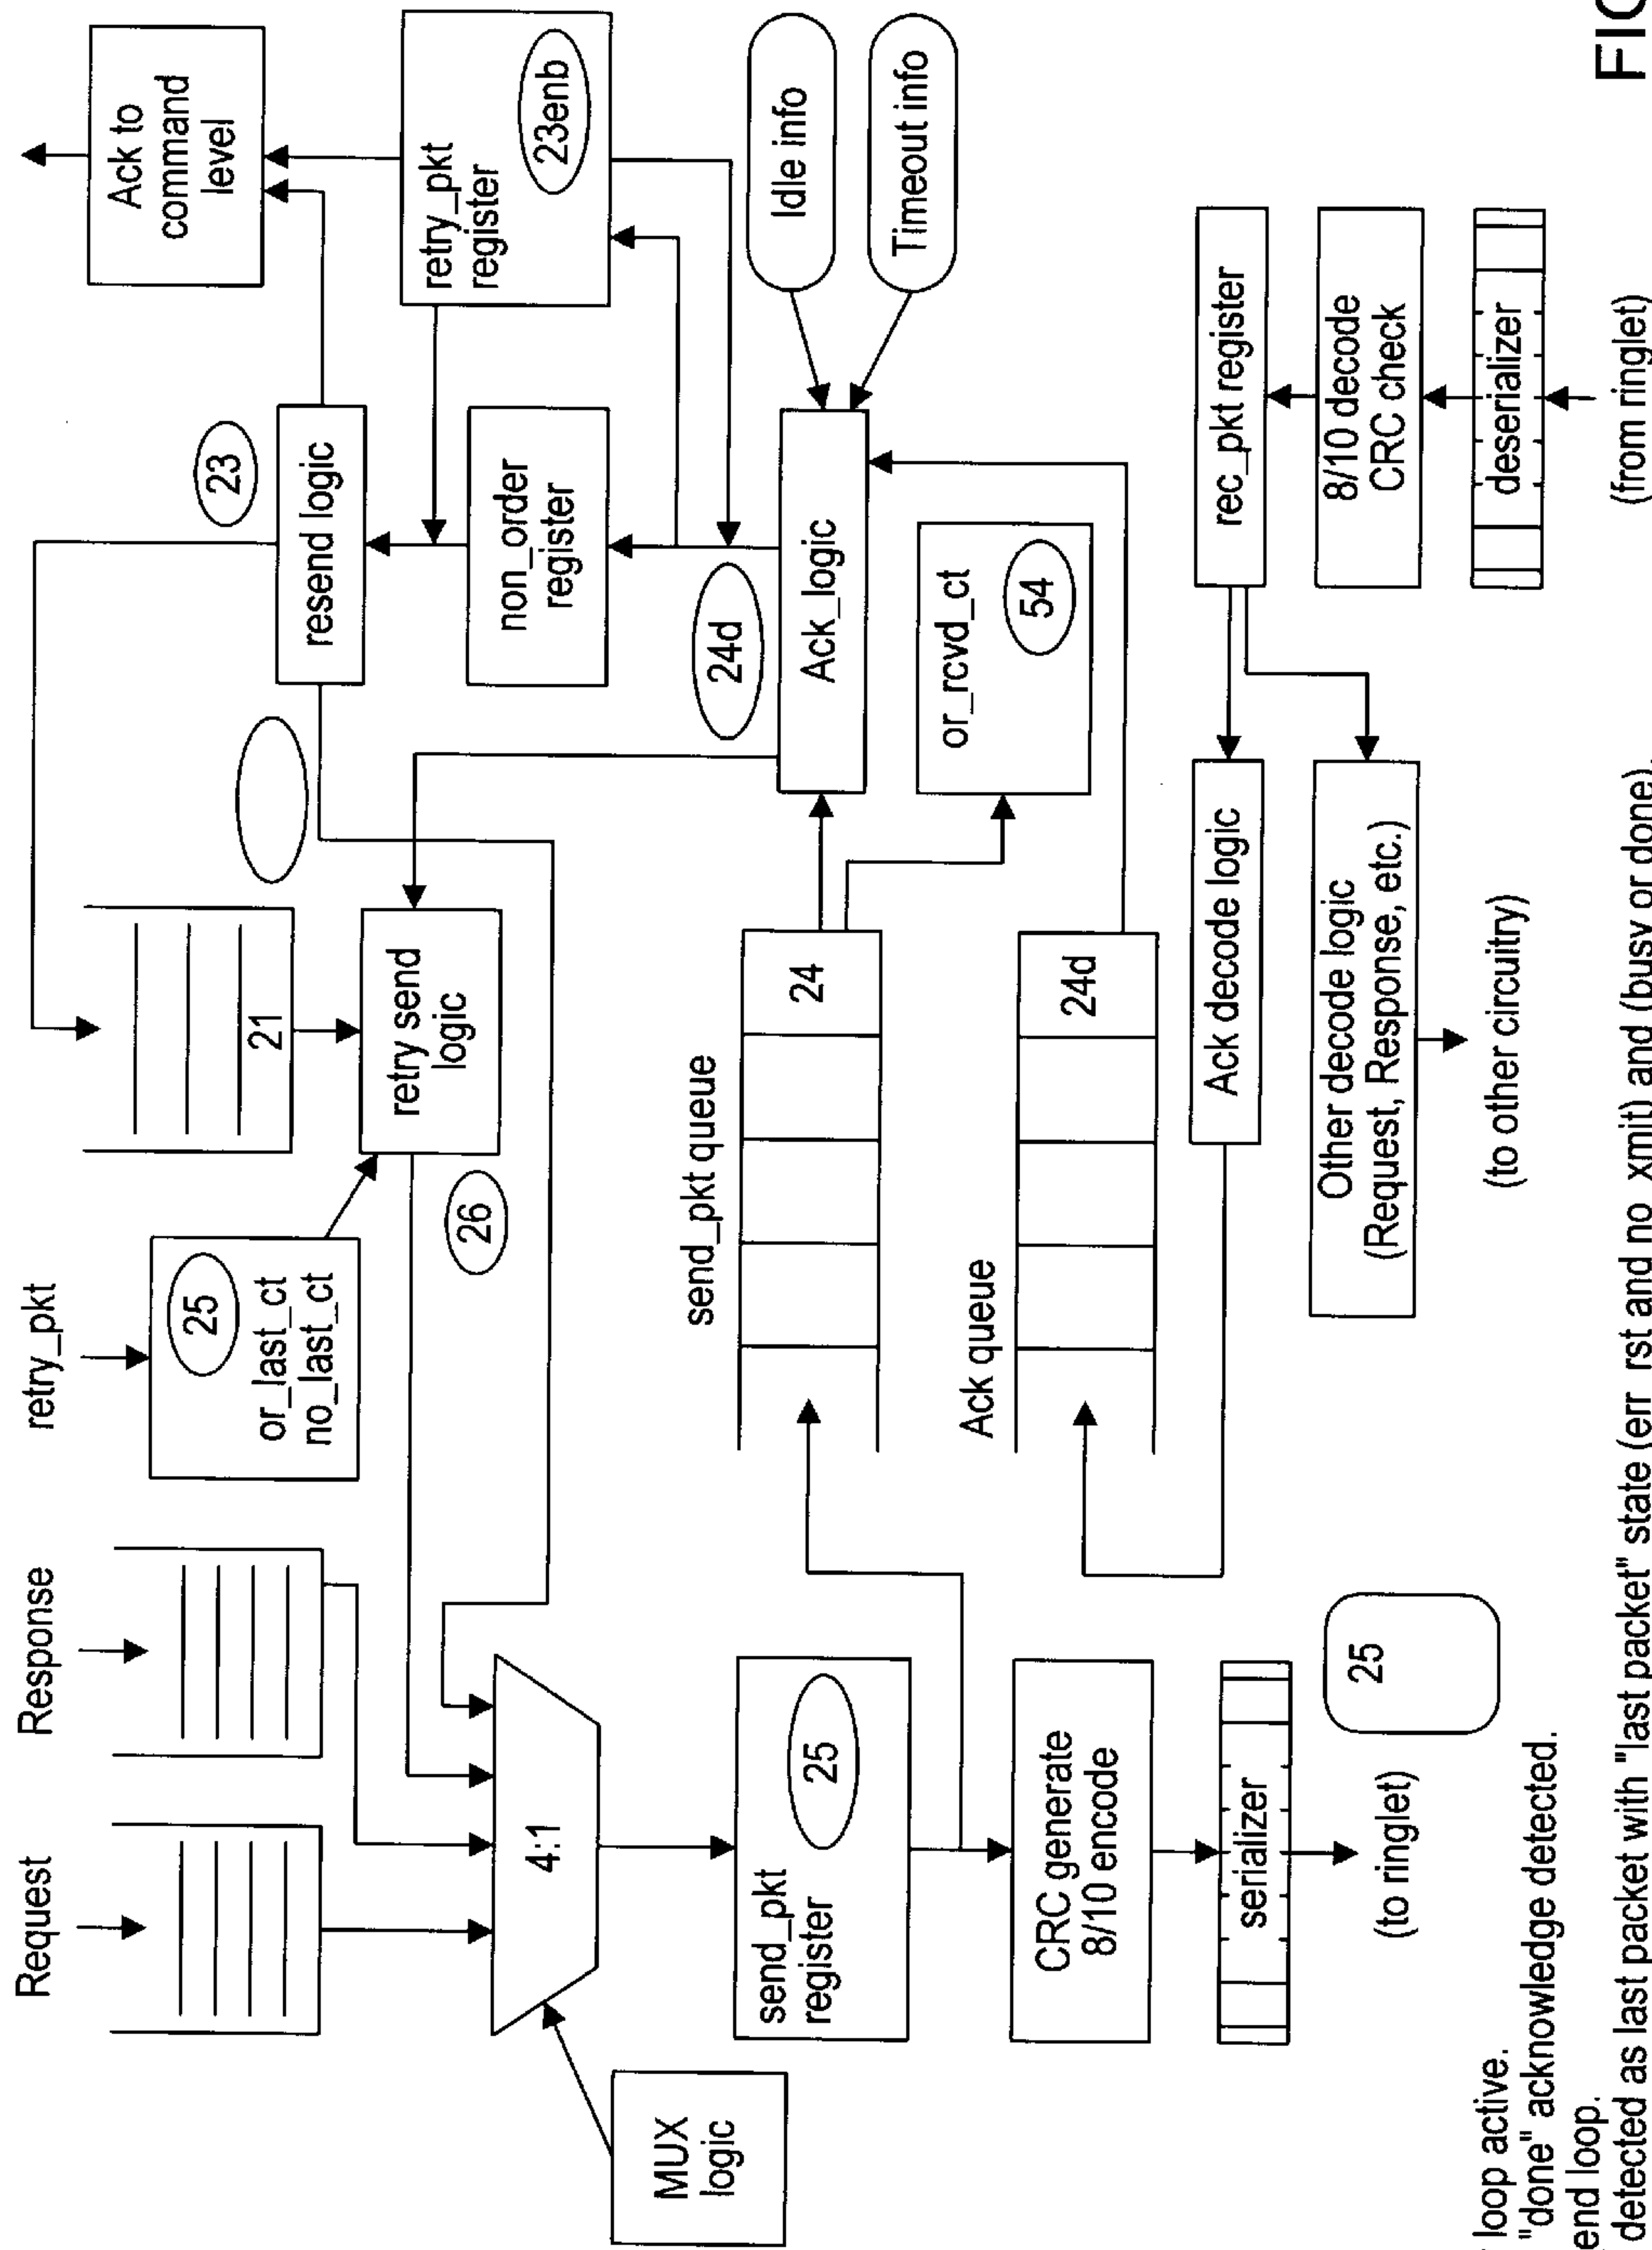 Request
Response
retry_pkt
25
or_last_ct
no_last_ct
21
retry send
logic
26
23
resend logic
Ack to
command
level
retry_pkt
register
23enb
non_order
register
24d
Ack_logic
Idle info
Timeout info
MUX
logic
4:1
send_pkt
register
25
send_pkt queue
24
or_rcvd_ct
54
Ack queue
24d
CRC generate
8/10 encode
serializer
(to ringlet)
25
Ack decode logic
Other decode logic
(Request, Response, etc.)
(to other circuitry)
rec_pkt register
8/10 decode
CRC check
deserializer
(from ringlet)
loop active.
"done" acknowledge detected.
end loop.
detected as last packet with "last packet" state (err_rst and no_xmit) and (busy or done).